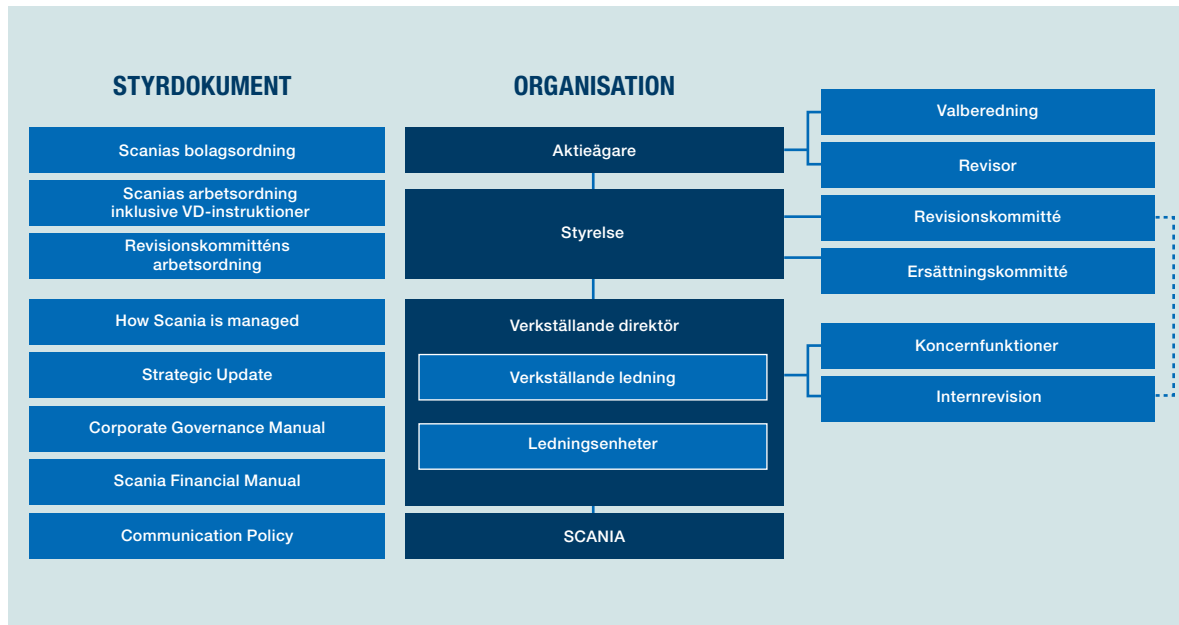 STYRDOKUMENT
Scanias bolagsordning
Scanias arbetsordning
inklusive VD-instruktioner
Revisionskommitténs
arbetsordning
How Scania is managed
Strategic Update
Corporate Governance Manual
Scania Financial Manual
Communication Policy
ORGANISATION
Aktieägare
Styrelse
Verkställande direktör
Verkställande ledning
Ledningsenheter
SCANIA
Valberedning
Revisor
Revisionskommitté
Ersättningskommitté
Koncernfunktioner
Internrevision